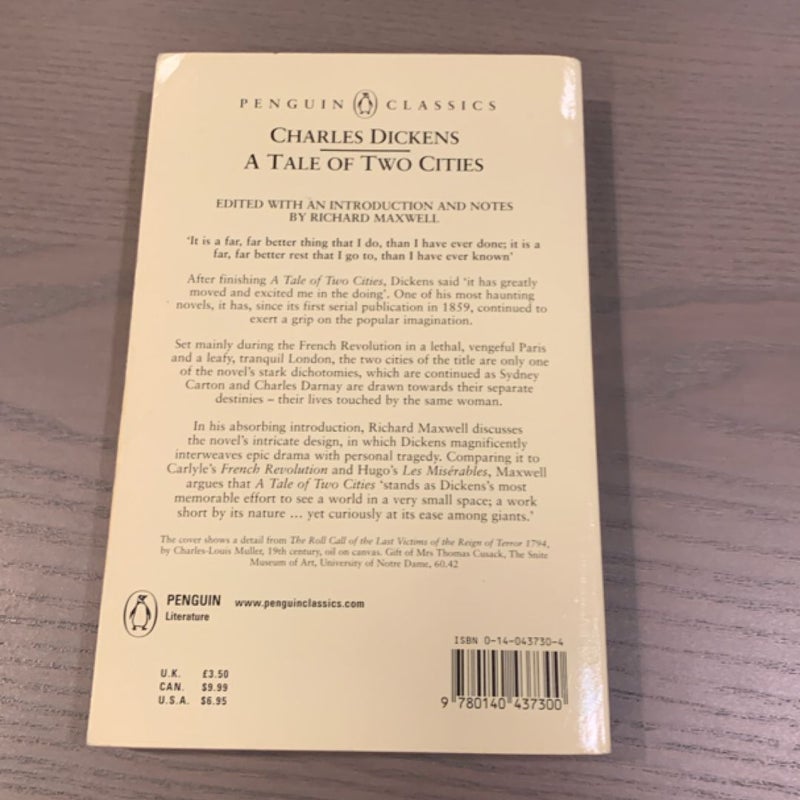 PENGUIN CLASSICS
CHARLES DICKENS
A TALE OF TWO CITIES
EDITED WITH AN INTRODUCTION AND NOTES
BY RICHARD MAXWELL
‘It is a far, far better thing that I do, than I have ever done; it is a
far, far better rest that I go to, than I have ever known’
After finishing A Tale of Two Cities, Dickens said ‘it has greatly
moved and excited me in the doing’. One of his most haunting
novels, it has, since its first serial publication in 1859, continued to
exert a grip on the popular imagination.
Set mainly during the French Revolution in a lethal, vengeful Paris
and a leafy, tranquil London, the two cities of the title are only one
of the novel’s stark dichotomies, which are continued as Sydney
Carton and Charles Darnay are drawn towards their separate
destinies – their lives touched by the same woman.
In his absorbing introduction, Richard Maxwell discusses
the novel’s intricate design, in which Dickens magnificently
interweaves epic drama with personal tragedy. Comparing it to
Carlyle’s French Revolution and Hugo’s Les Misérables, Maxwell
argues that A Tale of Two Cities ‘stands as Dickens’s most
memorable effort to see a world in a very small space; a work
short by its nature ... yet curiously at its ease among giants.’
The cover shows a detail from The Roll Call of the Last Victims of the Reign of Terror 1794,
by Charles-Louis Muller, 19th century, oil on canvas. Gift of Mrs Thomas Cusack, The Snite
Museum of Art, University of Notre Dame, 60.42
PENGUIN www.penguinclassics.com
Literature
ISBN 0-14-043730-4
U.K. £3.50
CAN. $9.99
U.S.A. $6.95
9 780140 437300